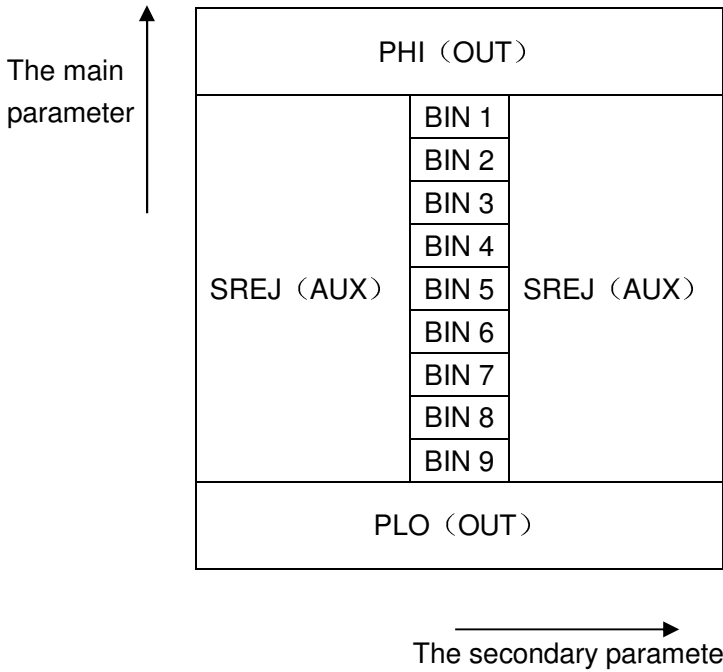 PHI（OUT）
The main
parameter
BIN 1
BIN 2
BIN 3
BIN 4
SREJ（AUX） BIN 5 SREJ（AUX）
BIN 6
BIN 7
BIN 8
BIN 9
PLO（OUT）
The secondary paramete